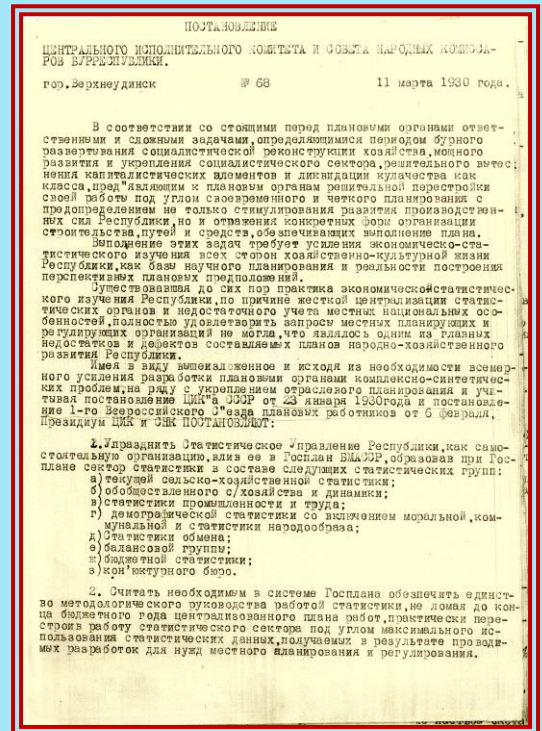 ПОСТАНОВЛЕНИЕ
ЦЕНТРАЛЬНОГО ИСПОЛНИТЕЛЬНОГО КОМИТЕТА И СОВЕТА НАРОДНЫХ КОМИССА-
РОВ БУРРЕСПУБЛИКИ.
гор.Верхнеудинск № 68 11 марта 1930 года.
В соответствии со стоящими перед плановыми органами ответ-
ственными и сложными задачами,определяющимися периодом бурного
развертывания социалистической реконструкции хозяйства,мощного
развития и укрепления социалистического сектора,решительного вытес-
нения капиталистических элементов и ликвидации кулачества как
класса,пред"являющим к плановым органам решительной перестройки
своей работы под углом своевременного и четкого планирования с
предопределением не только стимулирования развития производствен-
ных сил Республики,но и отражения конкретных форм организации
строительства,путей и средств,обеспечивающих выполнение плана.
Выполнение этих задач требует усиления экономическо-ста-
тистического изучения всех сторон хозяйственно-культурной жизни
Республики,как базы научного планирования и реальности построения
перспективных плановых предположений.
Существовавшая до сих пор практика экономическойстатистичес-
кого изучения Республики,по причине жесткой централизации статис-
тических органов и недостаточного учета местных национальных осо-
бенностей,полностью удовлетворить запросы местных планирующих и
регулирующих организаций не могла,что являлось одним из главных
недостатков и дефектов составляемых планов народно-хозяйственного
развития Республики.
Имея в виду вышеизложенное и исходя из необходимости всемер-
ного усиления разработки плановыми органами комплексно-синтетичес-
ких проблем,на ряду с укреплением отраслевого планирования и учи-
тывая постановление ЦИК"а СССР от 23 января 1930года и постановле-
ние 1-го Всероссийского С"езда плановых работников от 6 февраля,
Президиум ЦИК и СНК ПОСТАНОВЛЯЮТ:
1.Упразднить Статистическое Управление Республики,как само-
стоятельную организацию,влив ее в Госплан БМАССР,образовав при Гос-
плане сектор статистики в составе следующих статистических групп:
а)текущей сельско-хозяйственной статистики;
б)обобществленного с/хозяйства и динамики;
в)статистики промышленности и труда;
г) демографической статистики со включением моральной,ком-
мунальной и статистики народообраза;
д)Статистики обмена;
е)балансовой группы;
ж)бюджетной статистики;
з)кон'юктурного бюро.
2. Считать необходимым в системе Госплана обеспечить единст-
во методологического руководства работой статистики,не ломая до кон-
ца бюджетного года централизованного плана работ,практически пере-
строив работу статистического сектора под углом максимального ис-
пользования статистических данных,получаемых в результате проводи-
мых разработок для нужд местного планирования и регулирования.